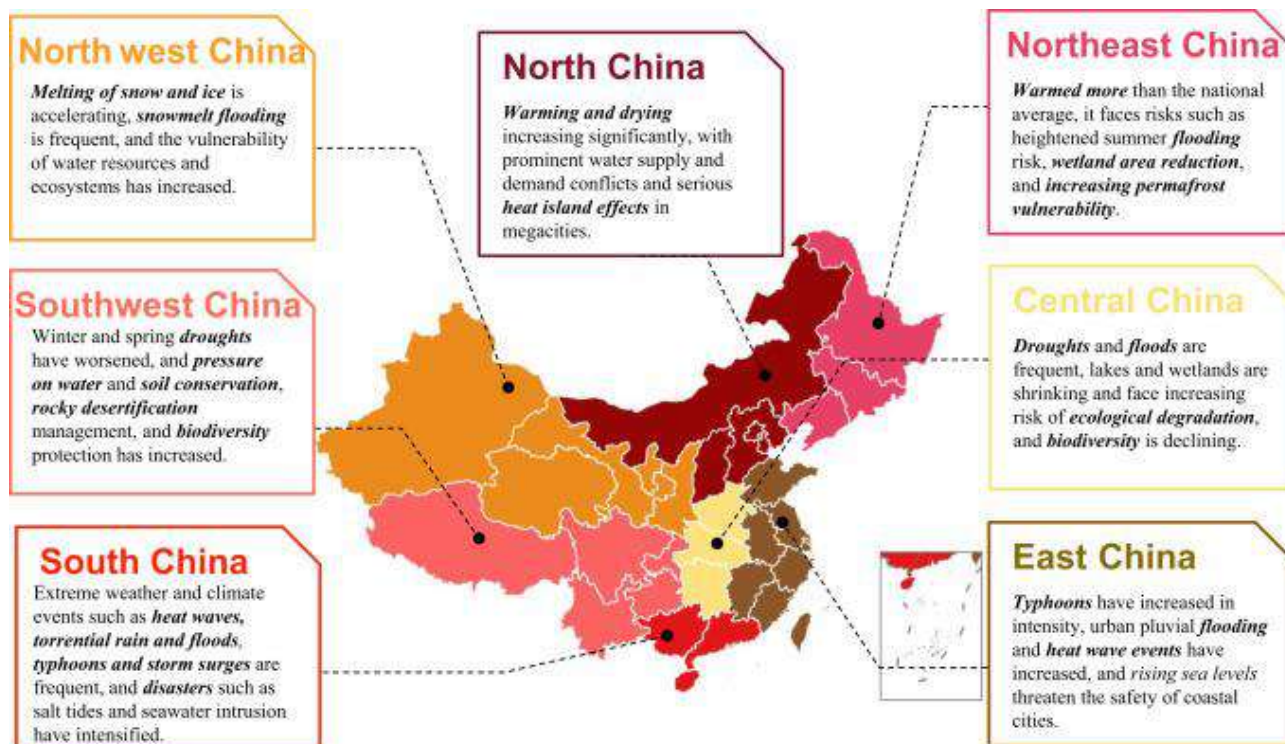 North west China
Melting of snow and ice is
accelerating, snowmelt flooding
is frequent, and the vulnerability
of water resources and
ecosystems has increased.
North China
Warming and drying
increasing significantly, with
prominent water supply and
demand conflicts and serious
heat island effects in
megacities.
Northeast China
Warmed more than the national
average, it faces risks such as
heightened summer flooding
risk, wetland area reduction,
and increasing permafrost
vulnerability.
Southwest China
Winter and spring droughts
have worsened, and pressure
on water and soil conservation,
rocky desertification
management, and biodiversity
protection has increased.
Central China
Droughts and floods are
frequent, lakes and wetlands are
shrinking and face increasing
risk of ecological degradation,
and biodiversity is declining.
South China
Extreme weather and climate
events such as heat waves,
torrential rain and floods,
typhoons and storm surges are
frequent, and disasters such as
salt tides and seawater intrusion
have intensified.
East China
Typhoons have increased in
intensity, urban pluvial flooding
and heat wave events have
increased, and rising sea levels
threaten the safety of coastal
cities.